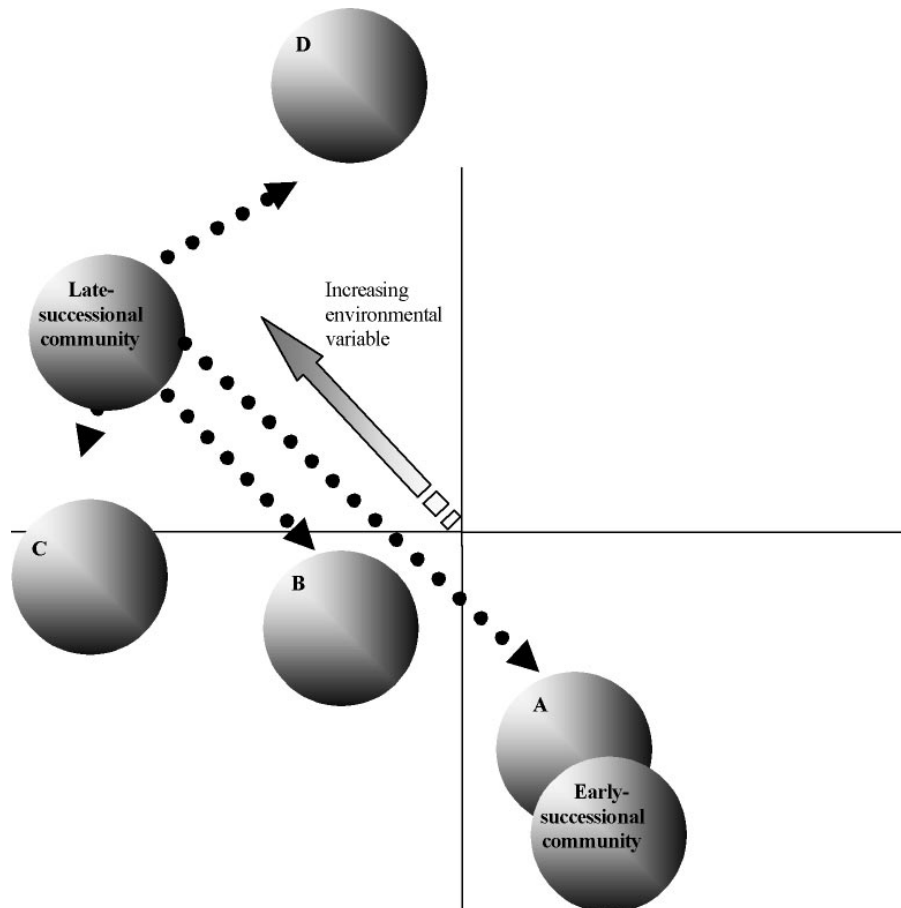 D
Late-
successional
community
Increasing
environmental
variable
C
B
A
Early-
successional
community